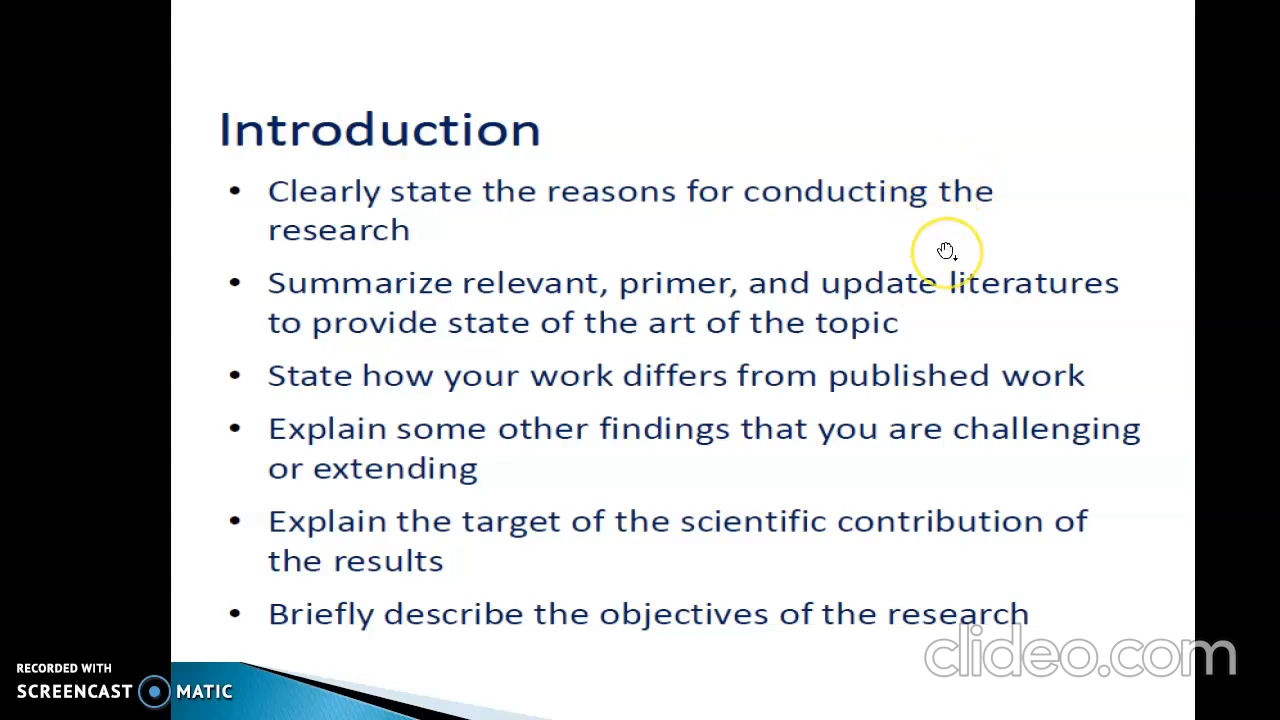 Introduction
• Clearly state the reasons for conducting the
research
• Summarize relevant, primer, and update literatures
to provide state of the art of the topic
• State how your work differs from published work
• Explain some other findings that you are challenging
or extending
• Explain the target of the scientific contribution of
the results
• Briefly describe the objectives of the research
clideo.com
RECORDED WITH
SCREENCAST MATIC